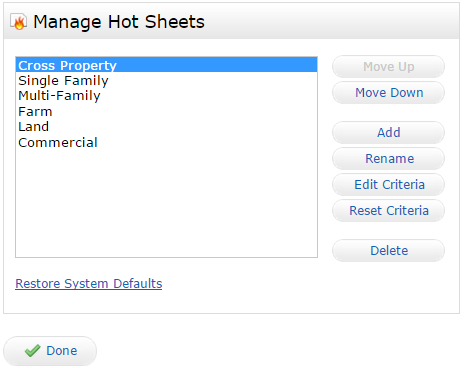 Manage Hot Sheets
Cross Property
Single Family
Multi-Family
Farm
Land
Commercial
Move Up
Move Down
Add
Rename
Edit Criteria
Reset Criteria
Delete
Restore System Defaults
Done